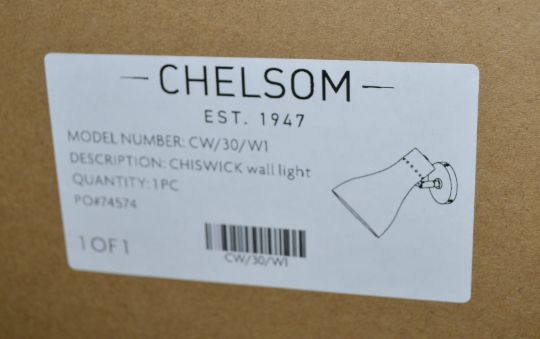 CHELSOM
EST. 1947
MODEL NUMBER: CW/30/W1
DESCRIPTION: CHISWICK wall light
QUANTITY: 1PC
PO#74574
1 OF 1
CW/30/W1